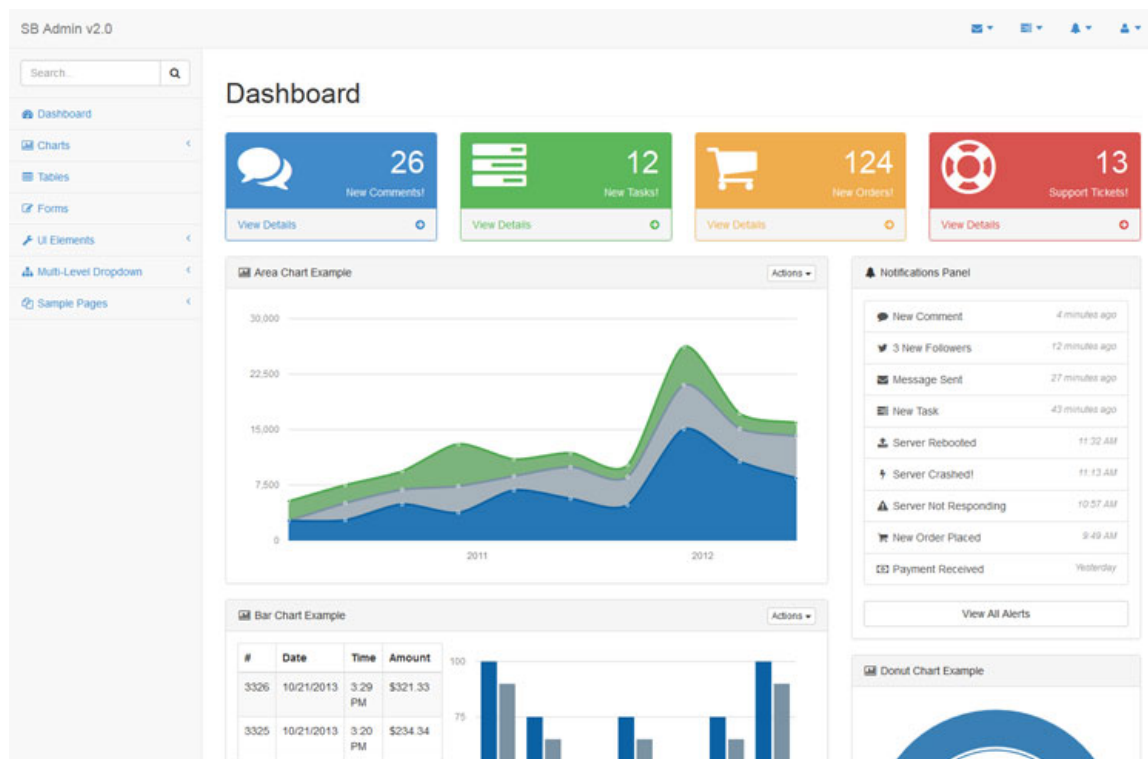 SB Admin v2.0
Search...
Dashboard
Charts
Tables
Forms
UI Elements
Multi-Level Dropdown
Sample Pages
Dashboard
26
New Comments!
View Details
12
New Tasks!
View Details
124
New Orders!
View Details
13
Support Tickets!
View Details
Area Chart Example
Actions
30,000
22,500
15,000
7,500
0
2011
2012
Notifications Panel
New Comment 4 minutes ago
3 New Followers 12 minutes ago
Message Sent 27 minutes ago
New Task 43 minutes ago
Server Rebooted 11:32 AM
Server Crashed! 11:13 AM
Server Not Responding 10:57 AM
New Order Placed 9:49 AM
Payment Received Yesterday
View All Alerts
Bar Chart Example
Actions
# Date Time Amount
3326 10/21/2013 3:29 PM $321.33
3325 10/21/2013 3:20 PM $234.34
100
75
Donut Chart Example